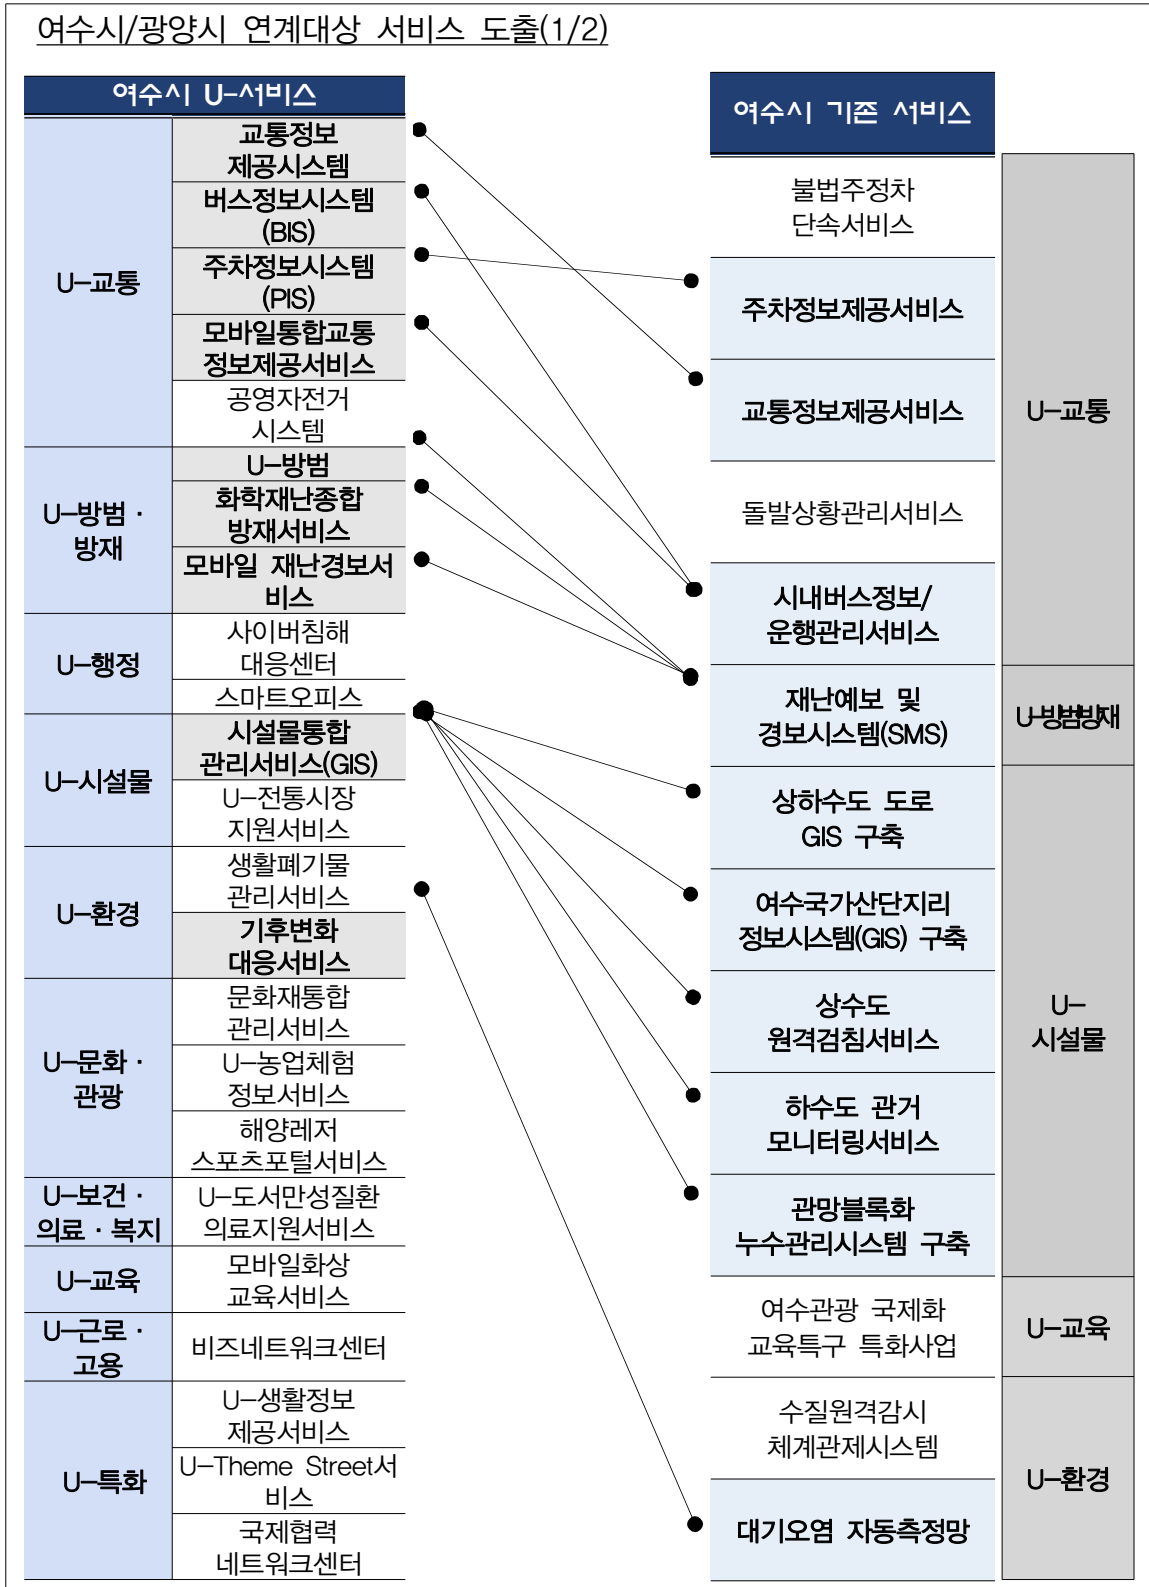 여수시/광양시 연계대상 서비스 도출(1/2)
여수시 U-서비스
U-교통
교통정보
제공시스템
버스정보시스템
(BIS)
주차정보시스템
(PIS)
모바일통합교통
정보제공서비스
공영자전거
시스템
U-방범 ·
방재
U-방범
화학재난종합
방재서비스
모바일 재난경보서
비스
U-행정
사이버침해
대응센터
스마트오피스
U-시설물
시설물통합
관리서비스(GIS)
U-전통시장
지원서비스
U-환경
생활폐기물
관리서비스
기후변화
대응서비스
U-문화 ·
관광
문화재통합
관리서비스
U-농업체험
정보서비스
해양레저
스포츠포털서비스
U-보건 ·
의료 · 복지
U-도서만성질환
의료지원서비스
U-교육
모바일화상
교육서비스
U-근로 ·
고용
비즈네트워크센터
U-특화
U-생활정보
제공서비스
U-Theme Street서
비스
국제협력
네트워크센터
여수시 기존 서비스
불법주정차
단속서비스
주차정보제공서비스
교통정보제공서비스
돌발상황관리서비스
시내버스정보/
운행관리서비스
U-교통
재난예보 및
경보시스템(SMS)
U-방범방재
상하수도 도로
GIS 구축
여수국가산단지리
정보시스템(GIS) 구축
상수도
원격검침서비스
하수도 관거
모니터링서비스
관망블록화
누수관리시스템 구축
U-
시설물
여수관광 국제화
교육특구 특화사업
U-교육
수질원격감시
체계관제시스템
대기오염 자동측정망
U-환경